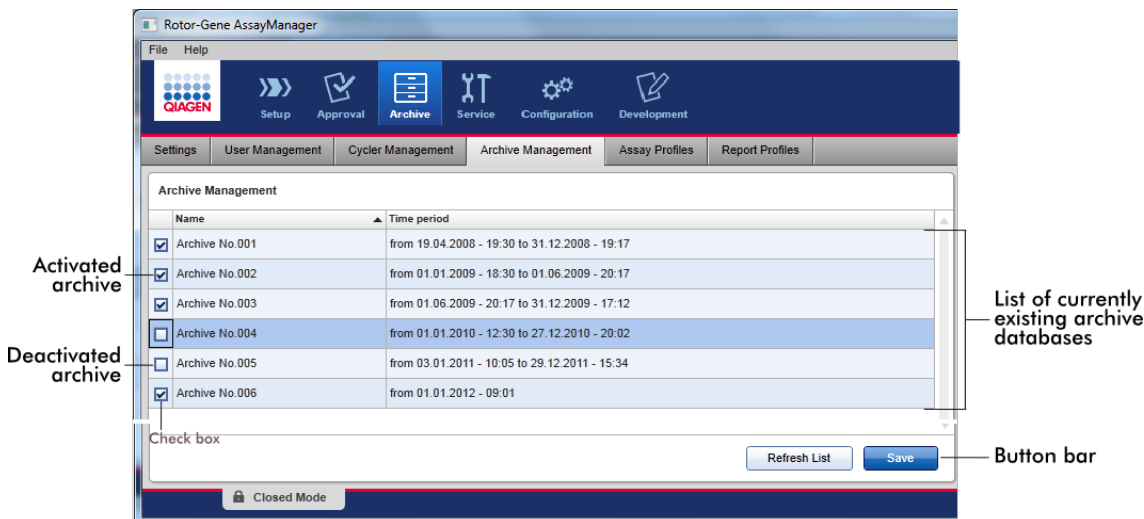 Rotor-Gene AssayManager
File Help
QIAGEN
Setup Approval Archive Service Configuration Development
Settings User Management Cycler Management Archive Management Assay Profiles Report Profiles
Archive Management
Name Time period
Archive No.001 from 19.04.2008 - 19:30 to 31.12.2008 - 19:17
Archive No.002 from 01.01.2009 - 18:30 to 01.06.2009 - 20:17
Archive No.003 from 01.06.2009 - 20:17 to 31.12.2009 - 17:12
Archive No.004 from 01.01.2010 - 12:30 to 27.12.2010 - 20:02
Archive No.005 from 03.01.2011 - 10:05 to 29.12.2011 - 15:34
Archive No.006 from 01.01.2012 - 09:01
Activated
archive
Deactivated
archive
Check box
List of currently
existing archive
databases
Refresh List Save
Button bar
Closed Mode